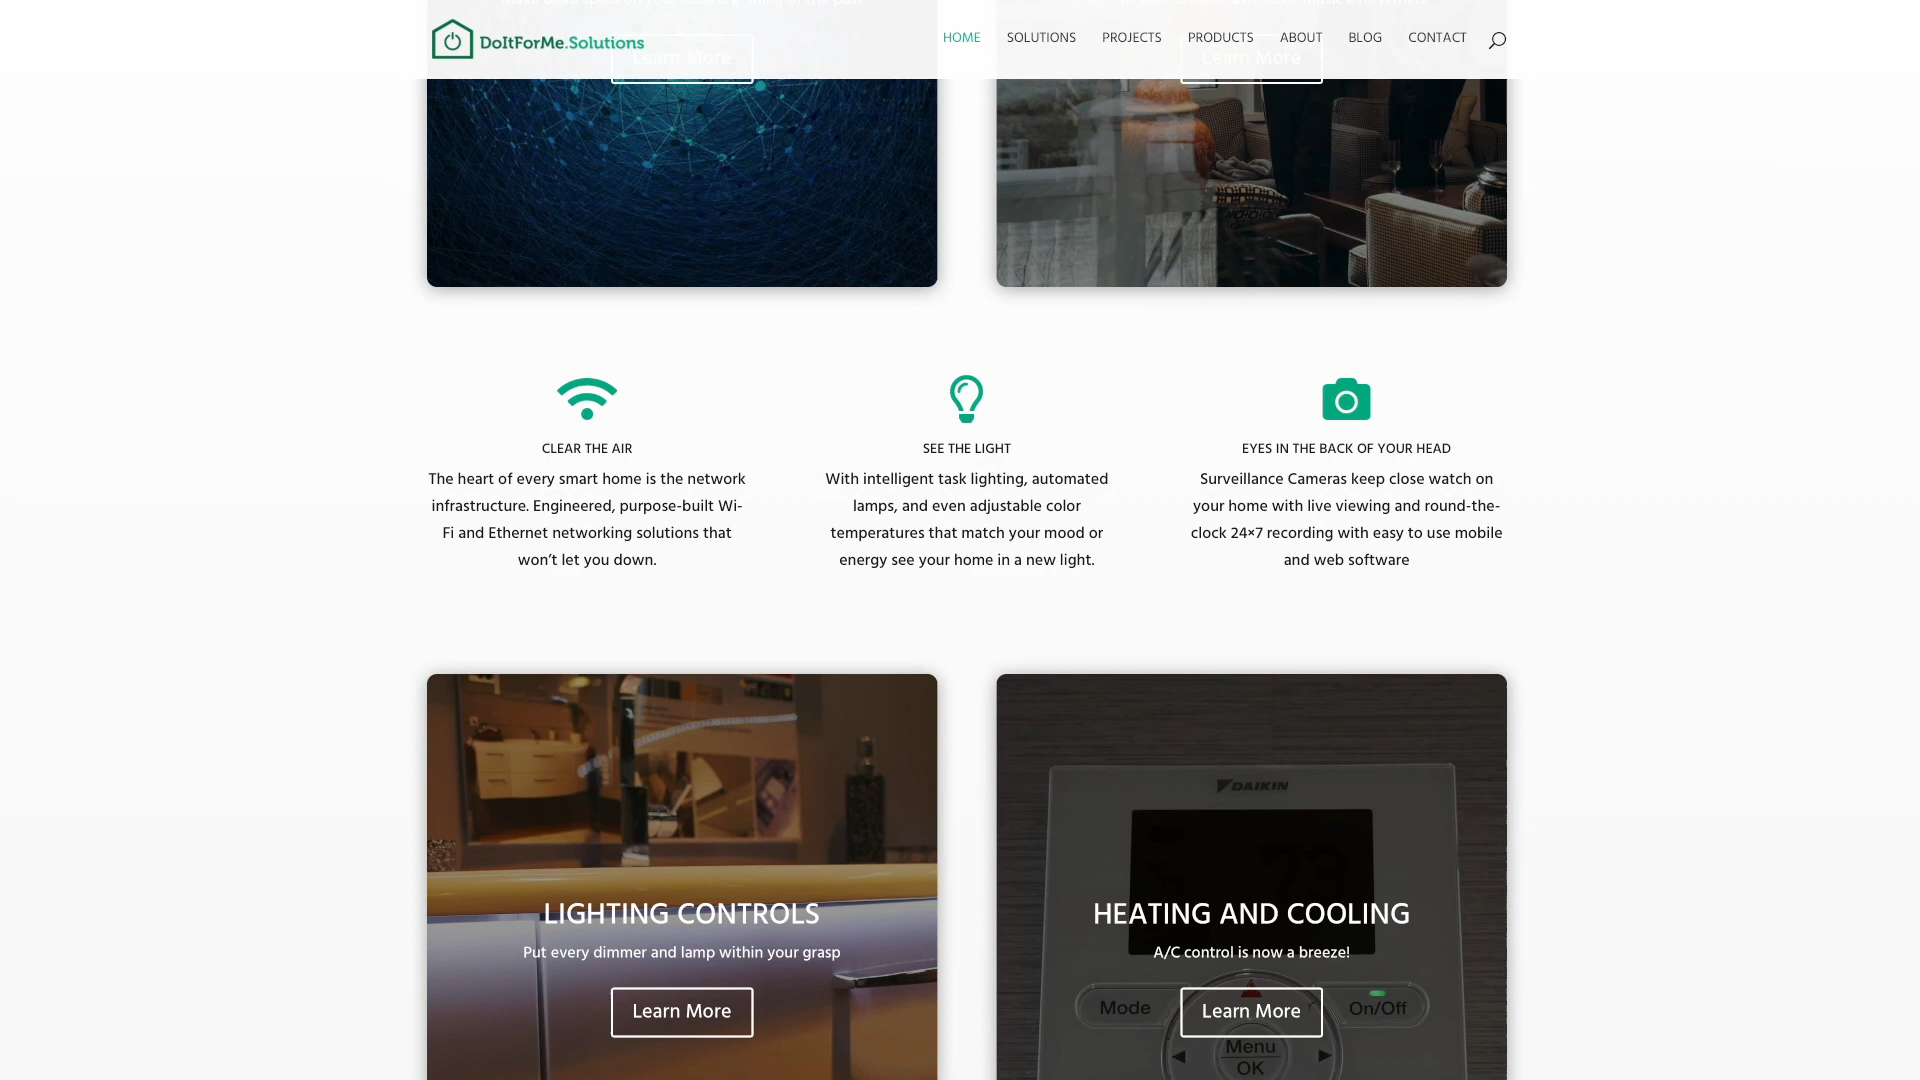 DoItForMe.Solutions
HOME
SOLUTIONS
PROJECTS
PRODUCTS
ABOUT
BLOG
CONTACT
Learn More
Learn More
CLEAR THE AIR
The heart of every smart home is the network
infrastructure. Engineered, purpose-built Wi-
Fi and Ethernet networking solutions that
won’t let you down.
SEE THE LIGHT
With intelligent task lighting, automated
lamps, and even adjustable color
temperatures that match your mood or
energy see your home in a new light.
EYES IN THE BACK OF YOUR HEAD
Surveillance Cameras keep close watch on
your home with live viewing and round-the-
clock 24×7 recording with easy to use mobile
and web software
LIGHTING CONTROLS
Put every dimmer and lamp within your grasp
Learn More
DAIKIN
73
HEATING AND COOLING
A/C control is now a breeze!
Mode
Learn More
On/Off
Menu
OK